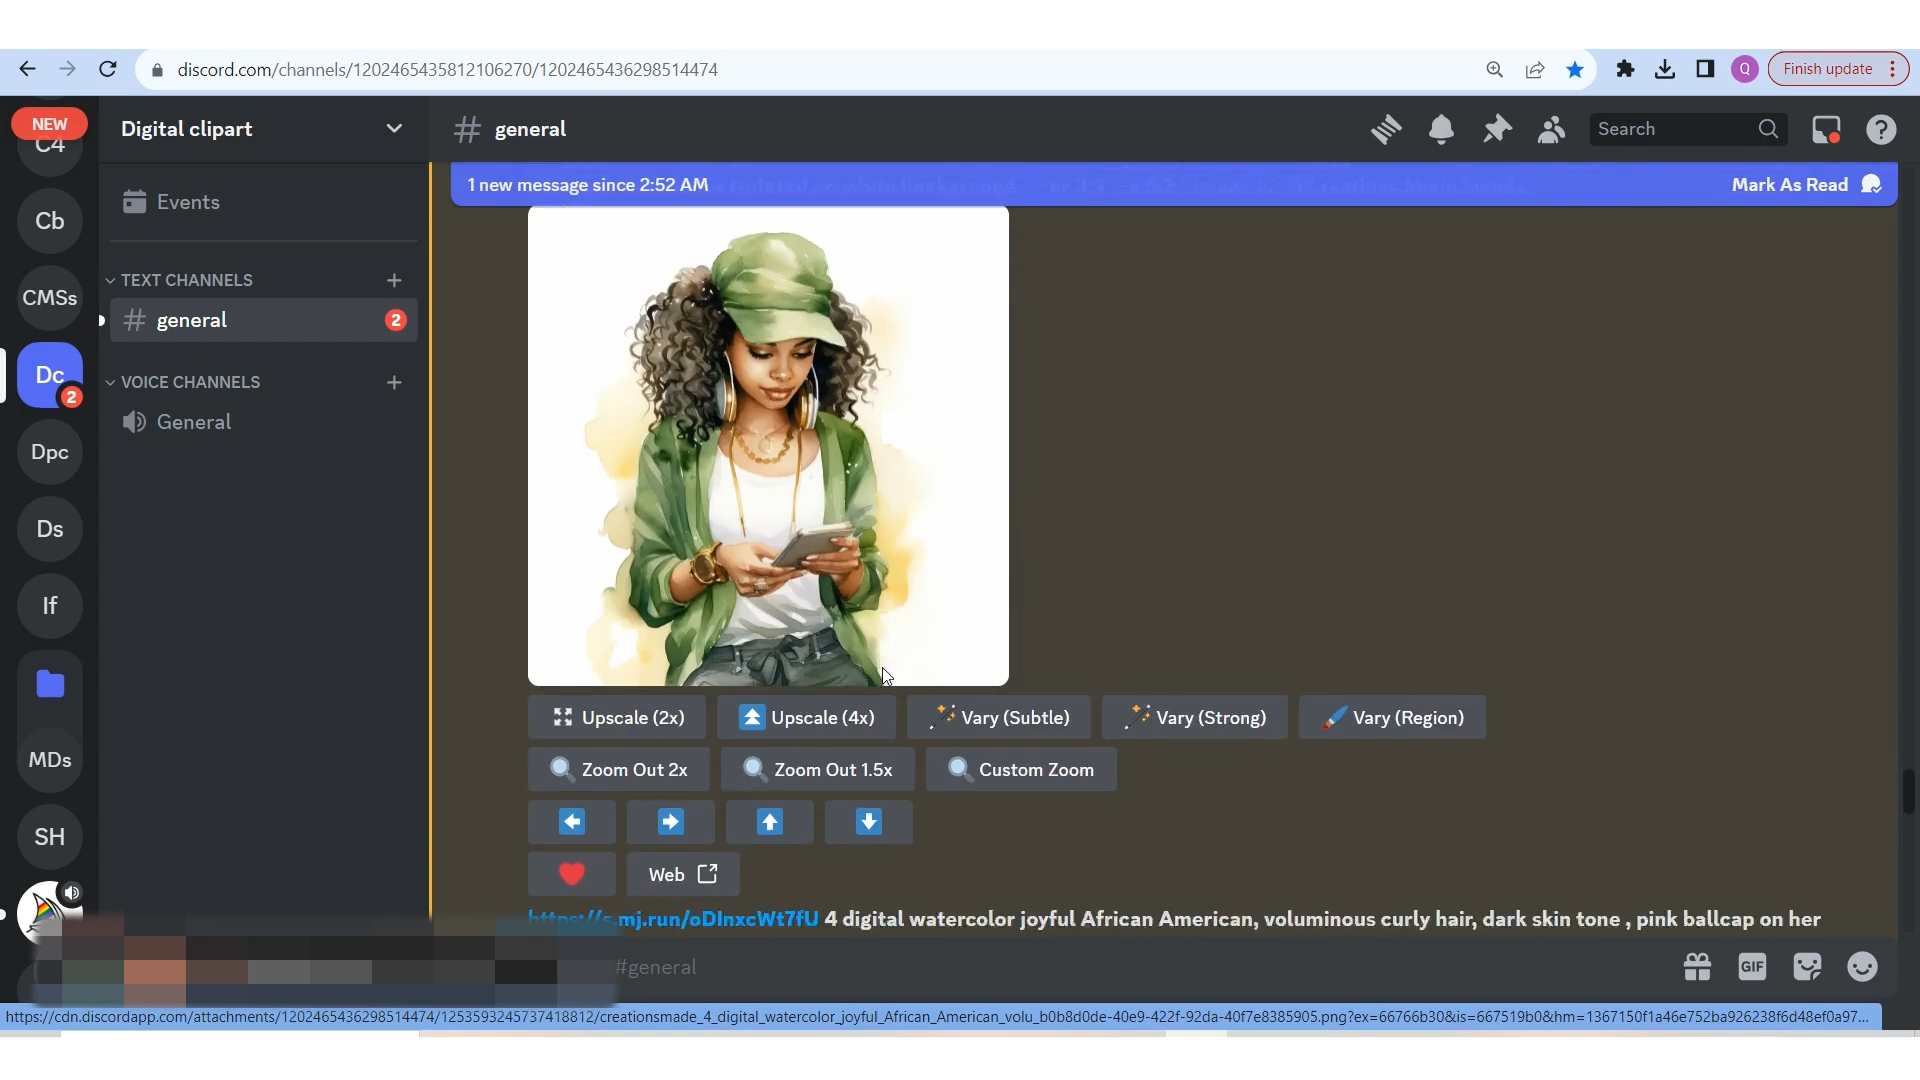 discord.com/channels/1202465435812106270/1202465436298514474
Q
Finish update
NEW
C4
Digital clipart
general
Search
Cb
Events
1 new message since 2:52 AM
Mark As Read
CMSs
TEXT CHANNELS
general
2
Dc
2
VOICE CHANNELS
General
Dpc
Ds
If
MDs
SH
Upscale (2x)
Upscale (4x)
Vary (Subtle)
Vary (Strong)
Vary (Region)
Zoom Out 2x
Zoom Out 1.5x
Custom Zoom
Web
https://s.mj.run/oDInxcWt7fU 4 digital watercolor joyful African American, voluminous curly hair, dark skin tone , pink ballcap on her
#general
GIF
https://cdn.discordapp.com/attachments/1202465436298514474/1253593245737418812/creationsmade_4_digital_watercolor_joyful_African_American_volu_b0b8d0de-40e9-422f-92da-40f7e8385905.png?ex=66766b30&is=667519b0&hm=1367150f1a46e752ba926238f6d48ef0a97...